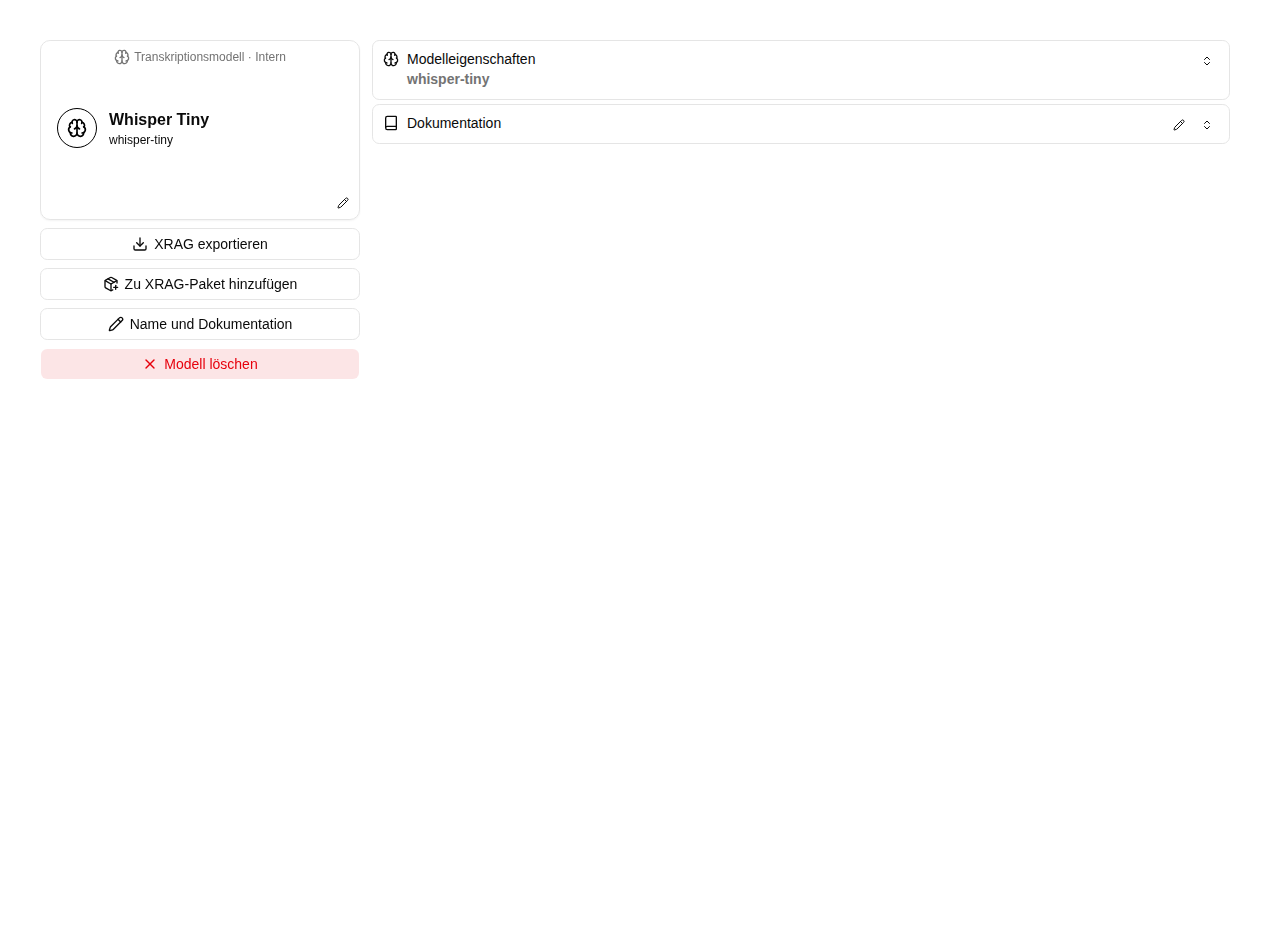 Transkriptionsmodell · Intern
Whisper Tiny
whisper-tiny
XRAG exportieren
Zu XRAG-Paket hinzufügen
Name und Dokumentation
Modell löschen
Modelleigenschaften
whisper-tiny
Dokumentation